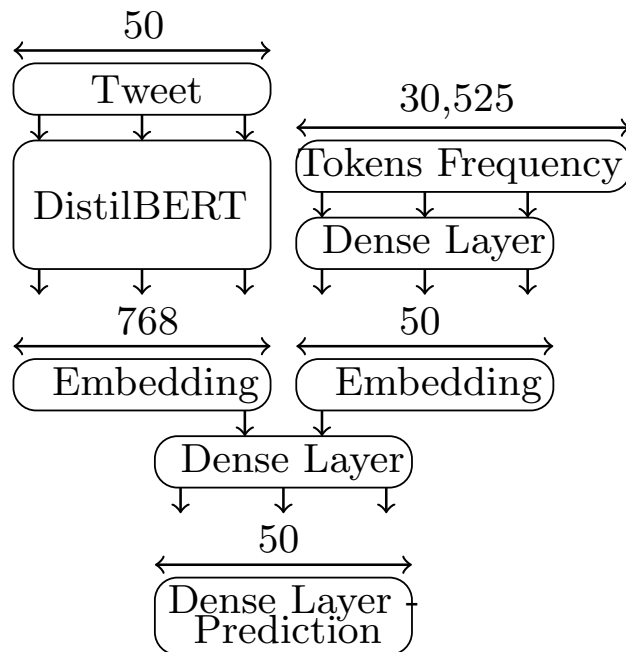 50
Tweet
30,525
Tokens Frequency
DistilBERT
Dense Layer
768
50
Embedding
Embedding
Dense Layer
50
Dense Layer -
Prediction